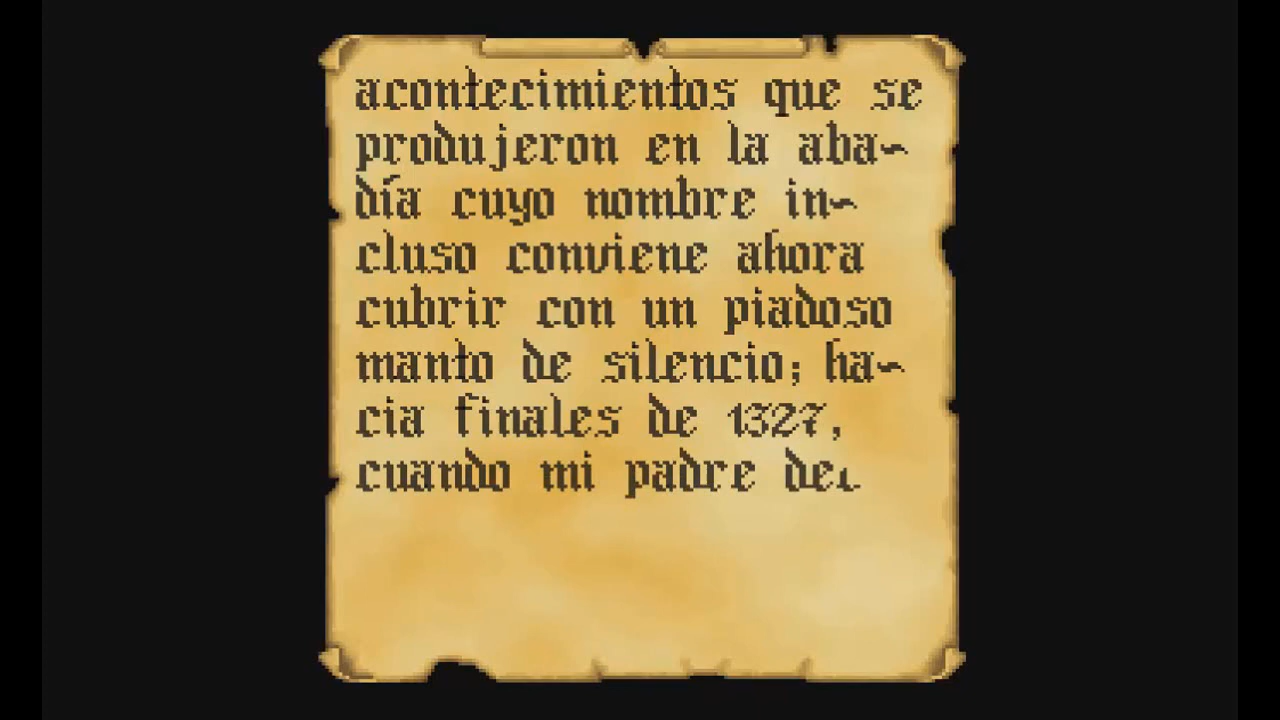 acontecimientos que se
produjeron en la aba~
día cuyo nombre in~
cluso conviene ahora
cubrir con un piadoso
manto de silencio; ha~
cia finales de 1327,
cuando mi padre de